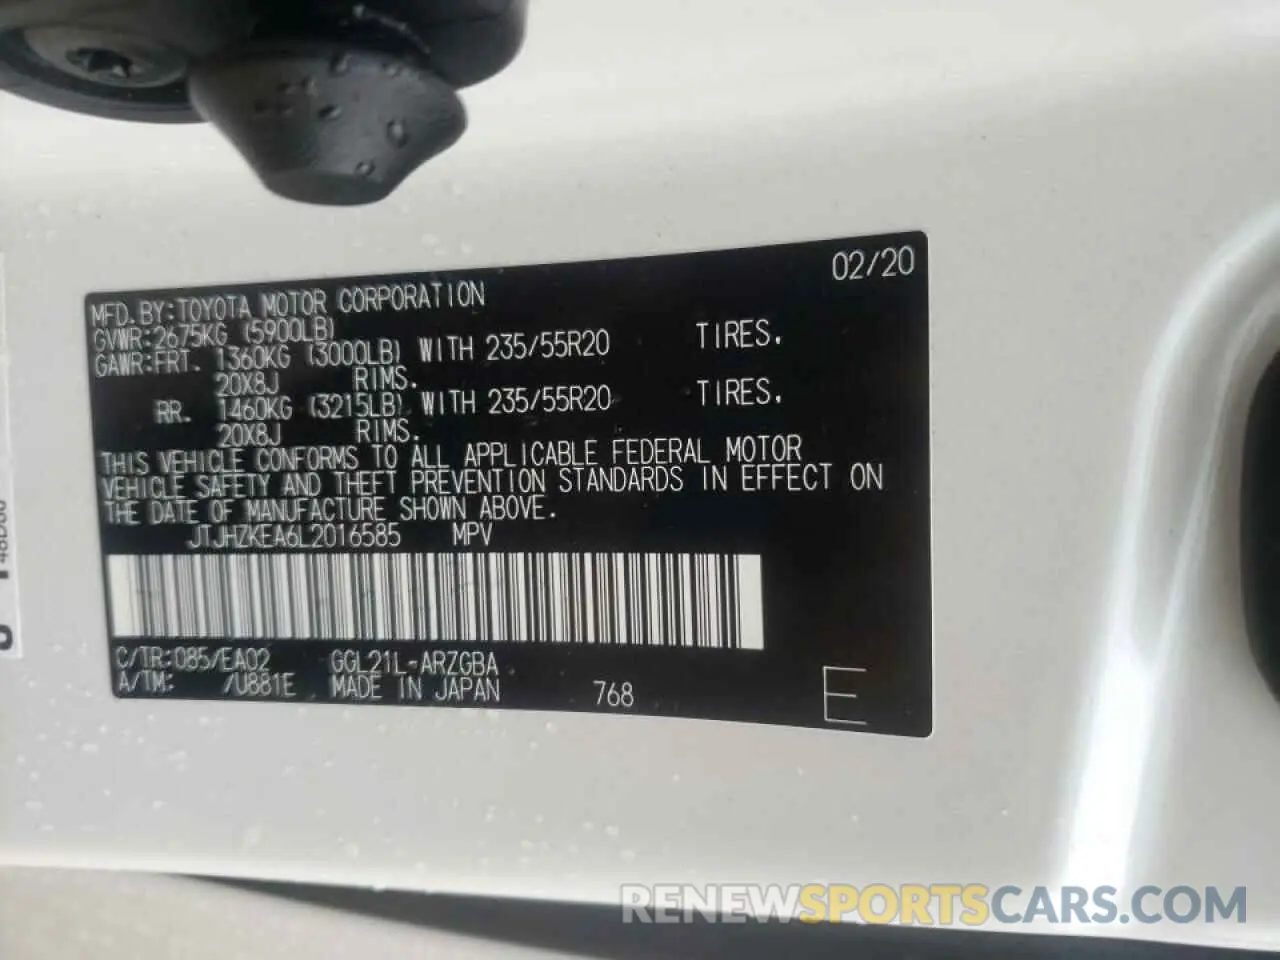 02/20
MFD. BY: TOYOTA MOTOR CORPORATION
GVWR: 2675KG (5900LB)
GAWR: FRT. 1360KG (3000LB) WITH 235/55R20 TIRES.
20X8J RIMS.
RR. 1460KG (3215LB) WITH 235/55R20 TIRES.
20X8J RIMS.
THIS VEHICLE CONFORMS TO ALL APPLICABLE FEDERAL MOTOR
VEHICLE SAFETY AND THEFT PREVENTION STANDARDS IN EFFECT ON
THE DATE OF MANUFACTURE SHOWN ABOVE.
JTJHZKEA6L2016585 MPV
C/TR: 085/EA02 GGL21L-ARZGBA
A/TM: /U881E MADE IN JAPAN 768 E
RENEWSPORTSCARS.COM